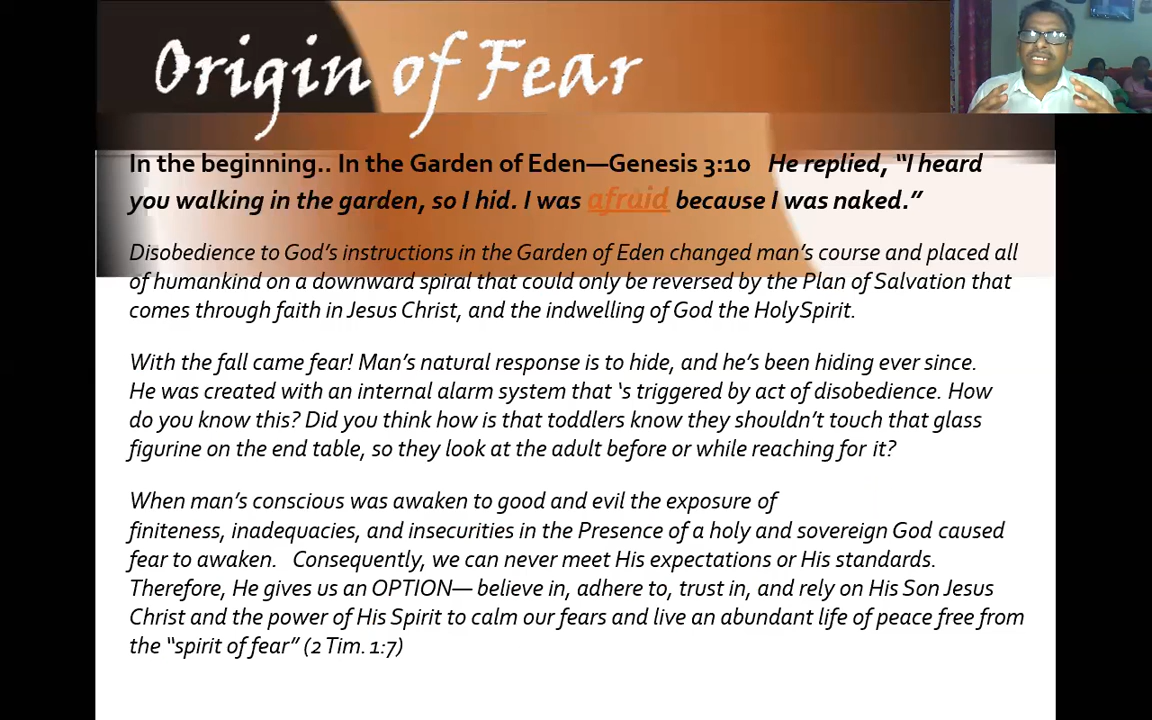 Origin of Fear
In the beginning.. In the Garden of Eden—Genesis 3:10 He replied, “I heard
you walking in the garden, so I hid. I was afruid because I was naked.”
Disobedience to God’s instructions in the Garden of Eden changed man’s course and placed all
of humankind on a downward spiral that could only be reversed by the Plan of Salvation that
comes through faith in Jesus Christ, and the indwelling of God the HolySpirit.
With the fall came fear! Man’s natural response is to hide, and he’s been hiding ever since.
He was created with an internal alarm system that ‘s triggered by act of disobedience. How
do you know this? Did you think how is that toddlers know they shouldn’t touch that glass
figurine on the end table, so they look at the adult before or while reaching for it?
When man’s conscious was awaken to good and evil the exposure of
finiteness, inadequacies, and insecurities in the Presence of a holy and sovereign God caused
fear to awaken. Consequently, we can never meet His expectations or His standards.
Therefore, He gives us an OPTION— believe in, adhere to, trust in, and rely on His Son Jesus
Christ and the power of His Spirit to calm our fears and live an abundant life of peace free from
the “spirit of fear” (2 Tim. 1:7)